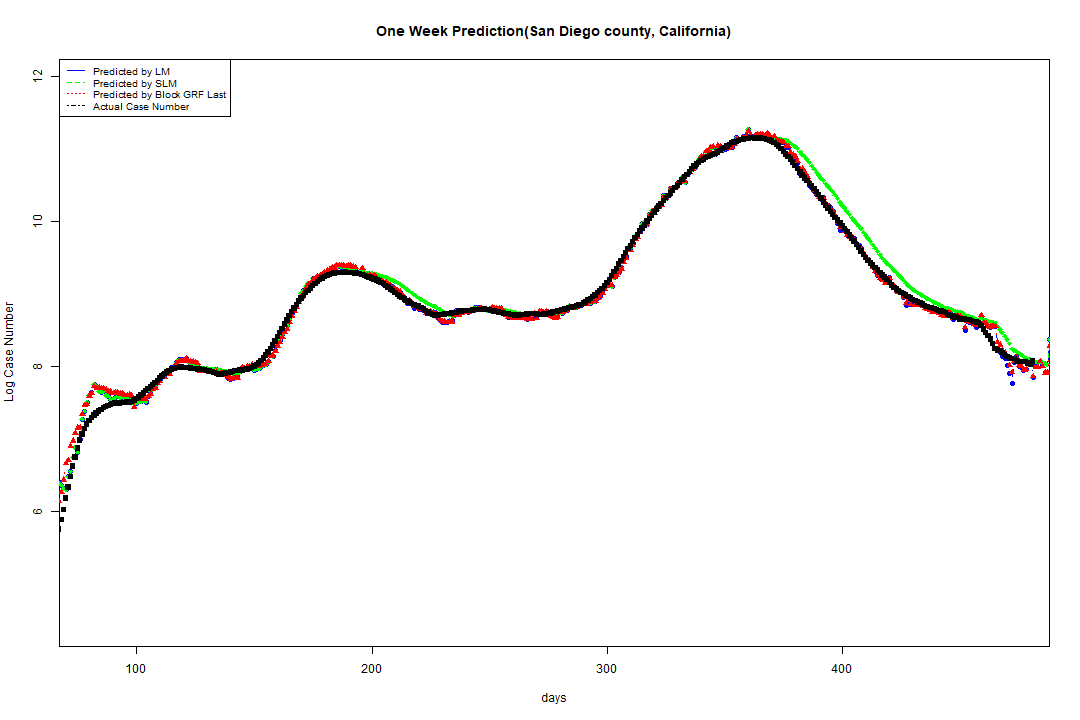 One Week Prediction(San Diego county, California)
Predicted by LM
Predicted by SLM
Predicted by Block GRF Last
Actual Case Number
12
10
8
6
Log Case Number
100 200 300 400
days